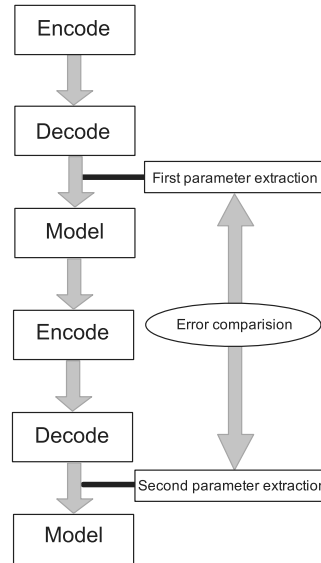 Encode
Decode
First parameter extraction
Model
Encode
Error comparision
Decode
Second parameter extraction
Model